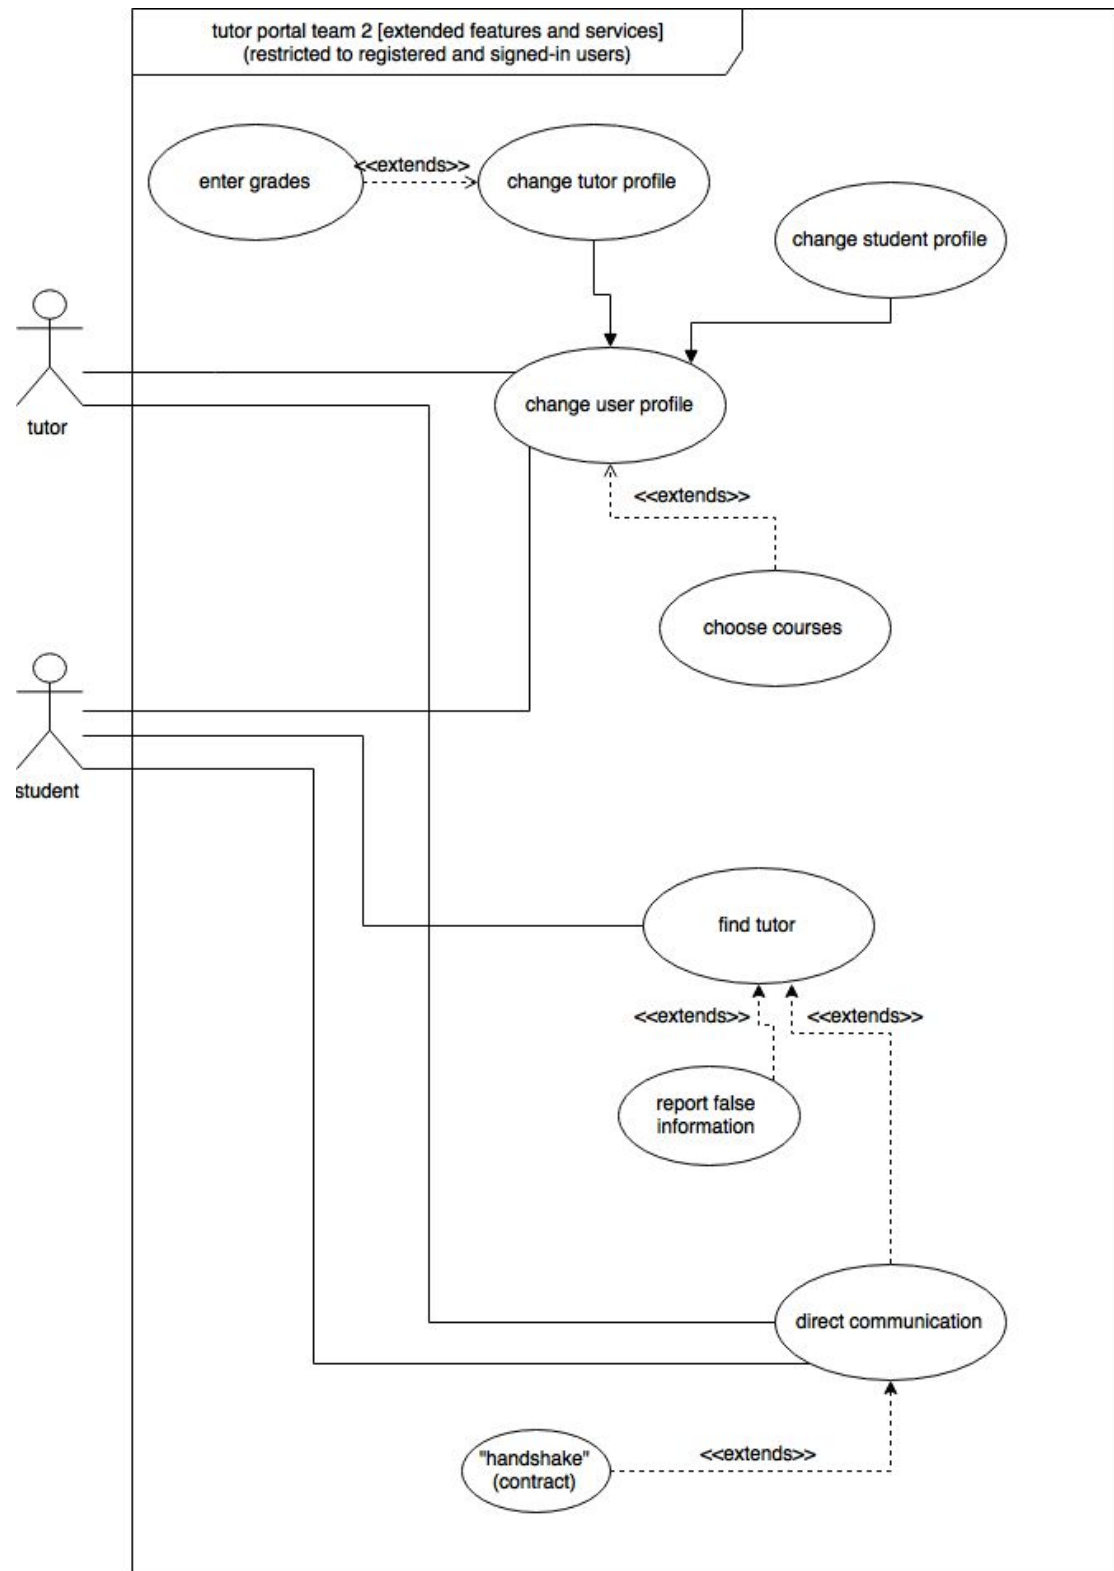 tutor portal team 2 [extended features and services]
(restricted to registered and signed-in users)
enter grades
<<extends>>
change tutor profile
change student profile
tutor
change user profile
<<extends>>
choose courses
student
find tutor
<<extends>>
<<extends>>
report false
information
direct communication
"handshake"
(contract)
<<extends>>